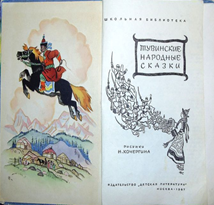 ШКОЛЬНАЯ БИБЛИОТЕКА
ТУВИНСКИЕ
НАРОДНЫЕ
СКАЗКИ
РИСУНКИ
И. КОЧЕРГИНА
ИЗДАТЕЛЬСТВО «ДЕТСКАЯ ЛИТЕРАТУРА»
МОСКВА